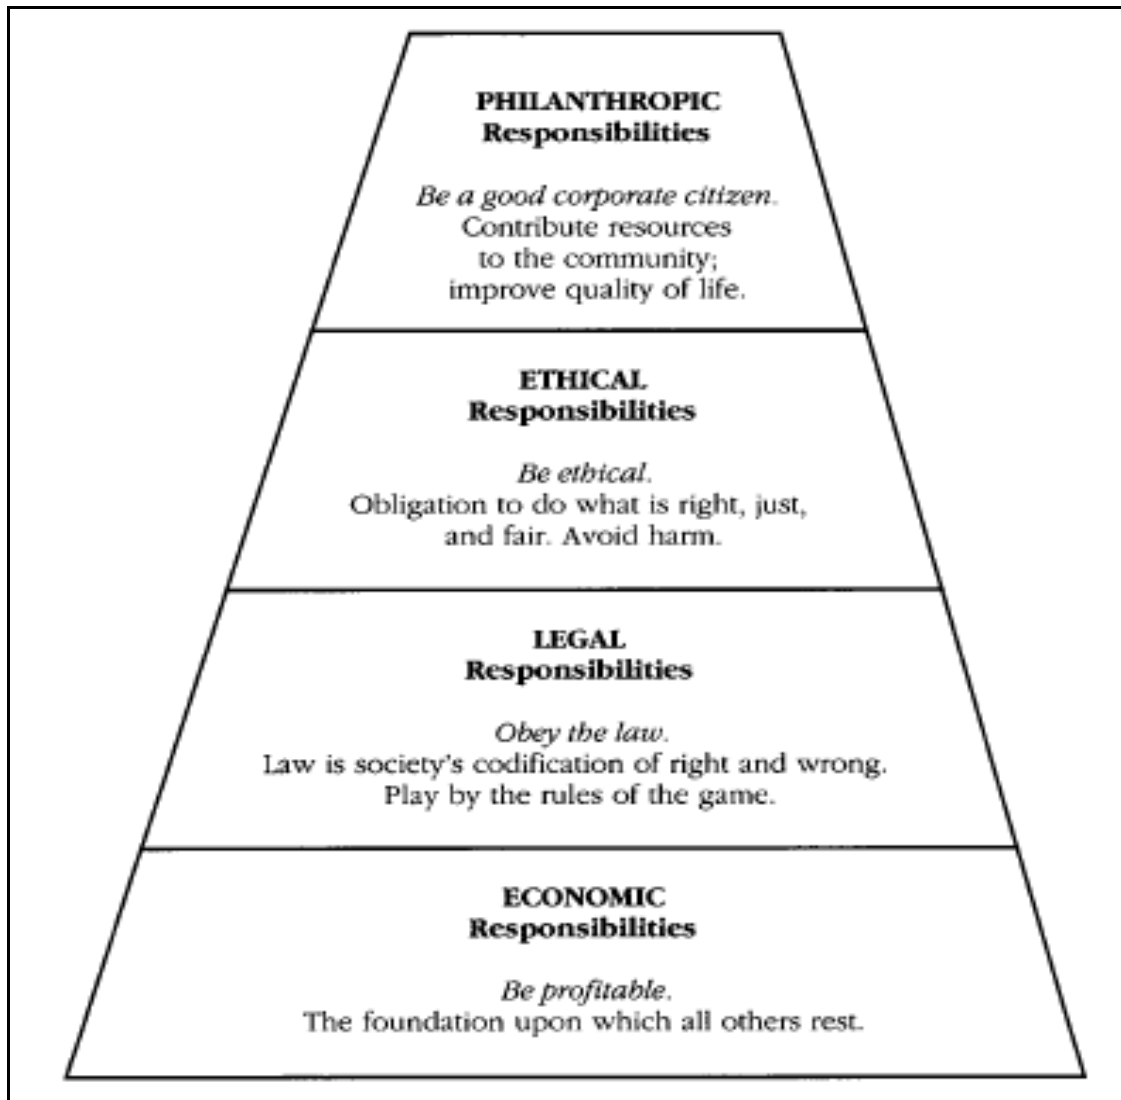 PHILANTHROPIC
Responsibilities
Be a good corporate citizen.
Contribute resources
to the community;
improve quality of life.
ETHICAL
Responsibilities
Be ethical.
Obligation to do what is right, just,
and fair. Avoid harm.
LEGAL
Responsibilities
Obey the law.
Law is society's codification of right and wrong.
Play by the rules of the game.
ECONOMIC
Responsibilities
Be profitable.
The foundation upon which all others rest.